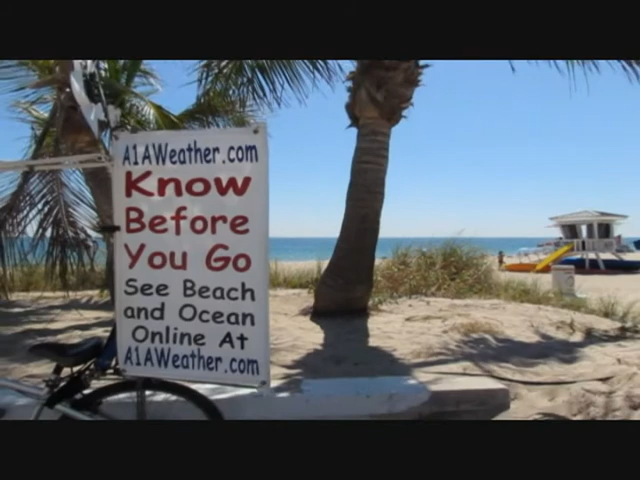 A1AWeather.com
Know
Before
You Go
See Beach
and Ocean
Online At
A1AWeather.com